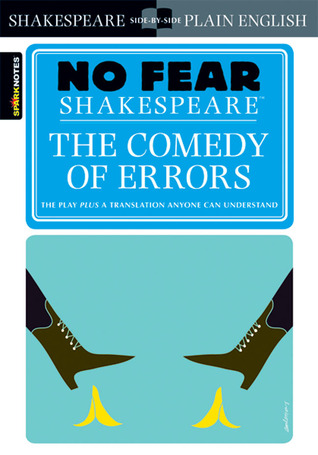 SHAKESPEARE SIDE-BY-SIDE PLAIN ENGLISH
SPARKNOTES
NO FEAR
SHAKESPEARE™
THE COMEDY
OF ERRORS
THE PLAY PLUS A TRANSLATION ANYONE CAN UNDERSTAND